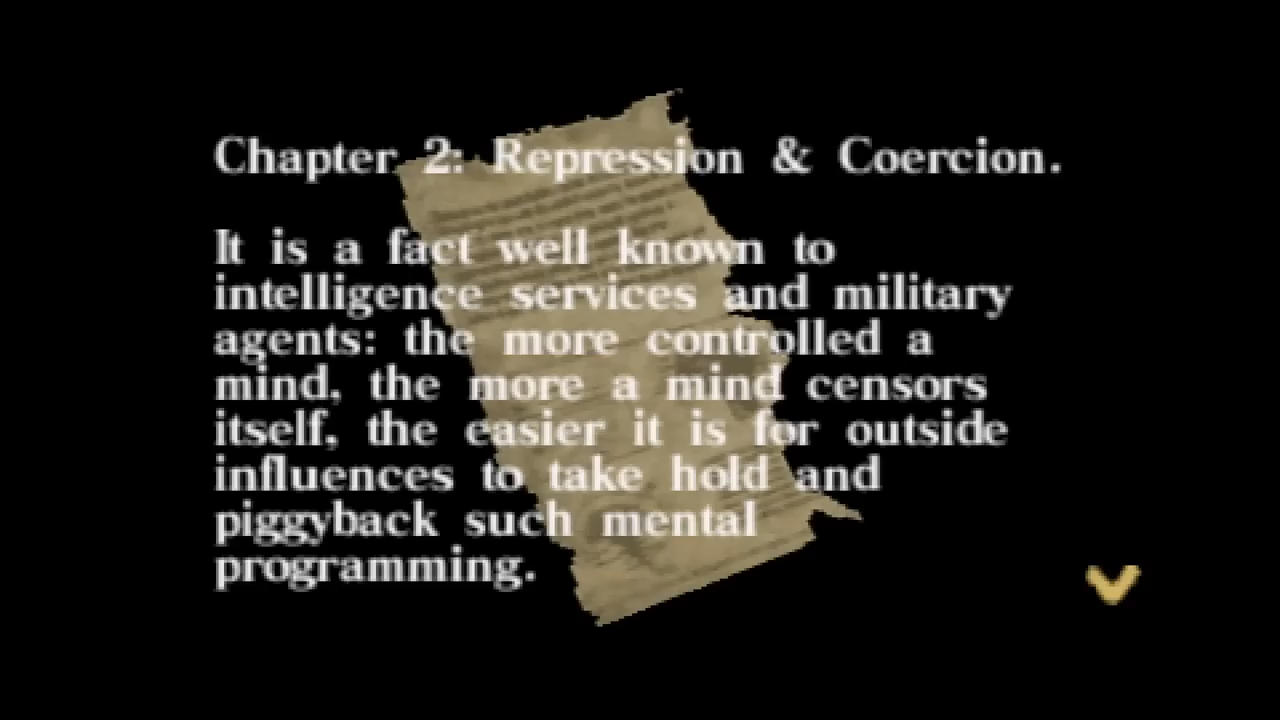 Chapter 2: Repression & Coercion.
It is a fact well known to
intelligence services and military
agents: the more controlled a
mind, the more a mind censors
itself, the easier it is for outside
influences to take hold and
piggyback such mental
programming.